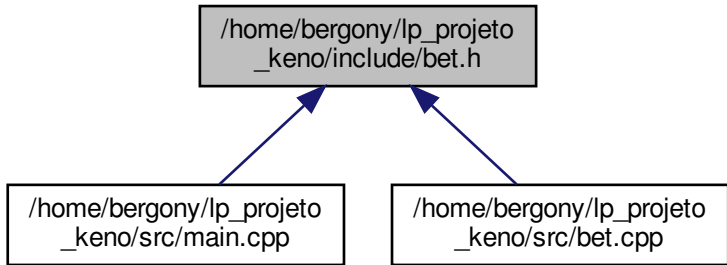 /home/bergony/lp_projeto
_keno/include/bet.h
/home/bergony/lp_projeto
_keno/src/main.cpp
/home/bergony/lp_projeto
_keno/src/bet.cpp